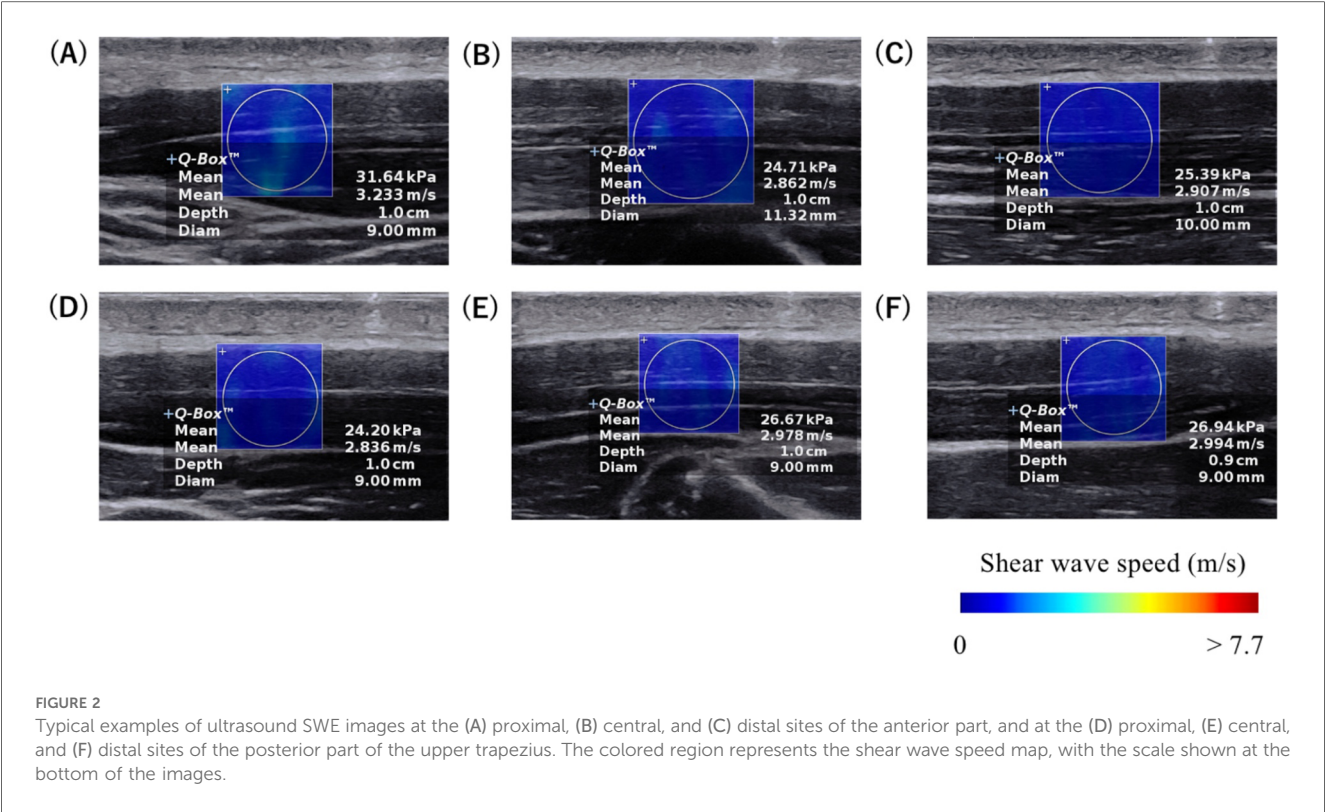 (A)
+Q-Box™
Mean 31.64 kPa
Mean 3.233 m/s
Depth 1.0 cm
Diam 9.00 mm
(B)
+Q-Box™
Mean 24.71 kPa
Mean 2.862 m/s
Depth 1.0 cm
Diam 11.32 mm
(C)
+Q-Box™
Mean 25.39 kPa
Mean 2.907 m/s
Depth 1.0 cm
Diam 10.00 mm
(D)
+Q-Box™
Mean 24.20 kPa
Mean 2.836 m/s
Depth 1.0 cm
Diam 9.00 mm
(E)
+Q-Box™
Mean 26.67 kPa
Mean 2.978 m/s
Depth 1.0 cm
Diam 9.00 mm
(F)
+Q-Box™
Mean 26.94 kPa
Mean 2.994 m/s
Depth 0.9 cm
Diam 9.00 mm
Shear wave speed (m/s)
0 > 7.7
FIGURE 2
Typical examples of ultrasound SWE images at the (A) proximal, (B) central, and (C) distal sites of the anterior part, and at the (D) proximal, (E) central,
and (F) distal sites of the posterior part of the upper trapezius. The colored region represents the shear wave speed map, with the scale shown at the
bottom of the images.